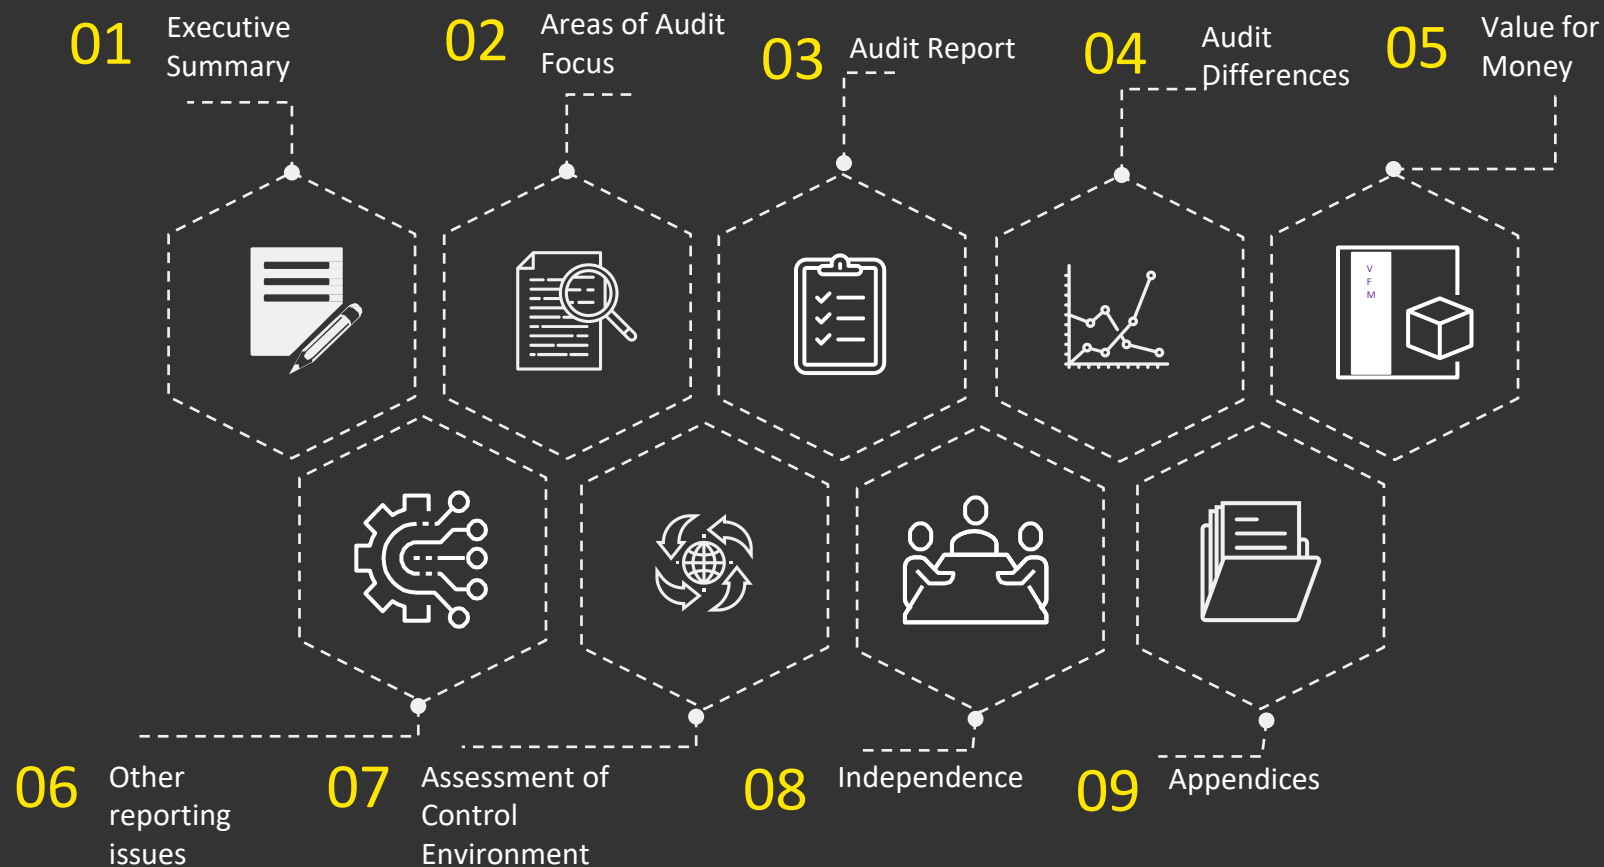 01
Executive
Summary
02
Areas of Audit
Focus
03
Audit Report
04
Audit
Differences
05
Value for
Money
V
F
M
06
Other
reporting
issues
07
Assessment of
Control
Environment
08
Independence
09
Appendices